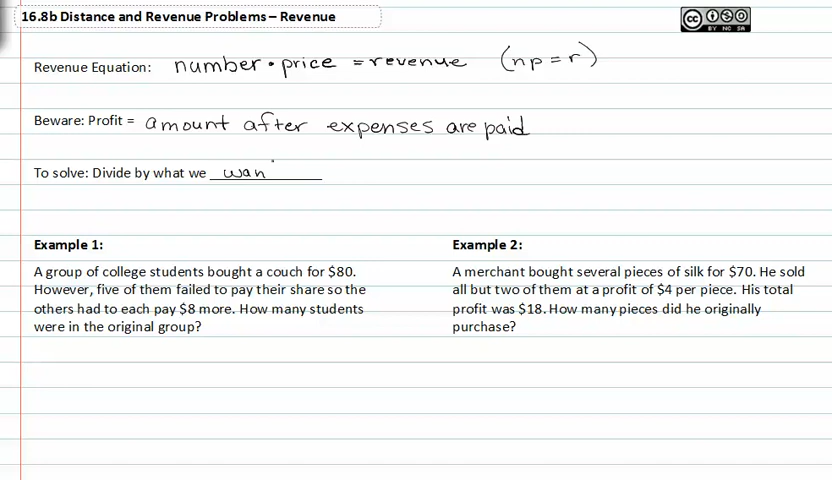 16.8b Distance and Revenue Problems – Revenue
cc BY NC SA
Revenue Equation: number • price = revenue (np = r)
Beware: Profit = amount after expenses are paid
To solve: Divide by what we wan
Example 1:
A group of college students bought a couch for $80.
However, five of them failed to pay their share so the
others had to each pay $8 more. How many students
were in the original group?
Example 2:
A merchant bought several pieces of silk for $70. He sold
all but two of them at a profit of $4 per piece. His total
profit was $18. How many pieces did he originally
purchase?